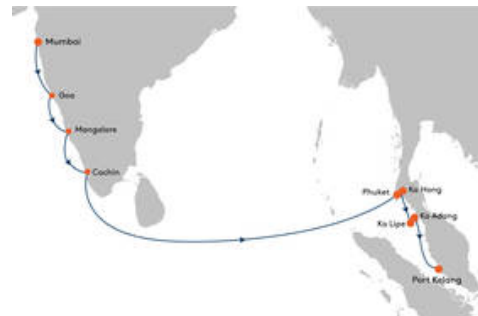 Mumbai
Goa
Mangalore
Cochin
Phuket
Ko Hong
Ko Adang
Ko Lipe
Port Kelang